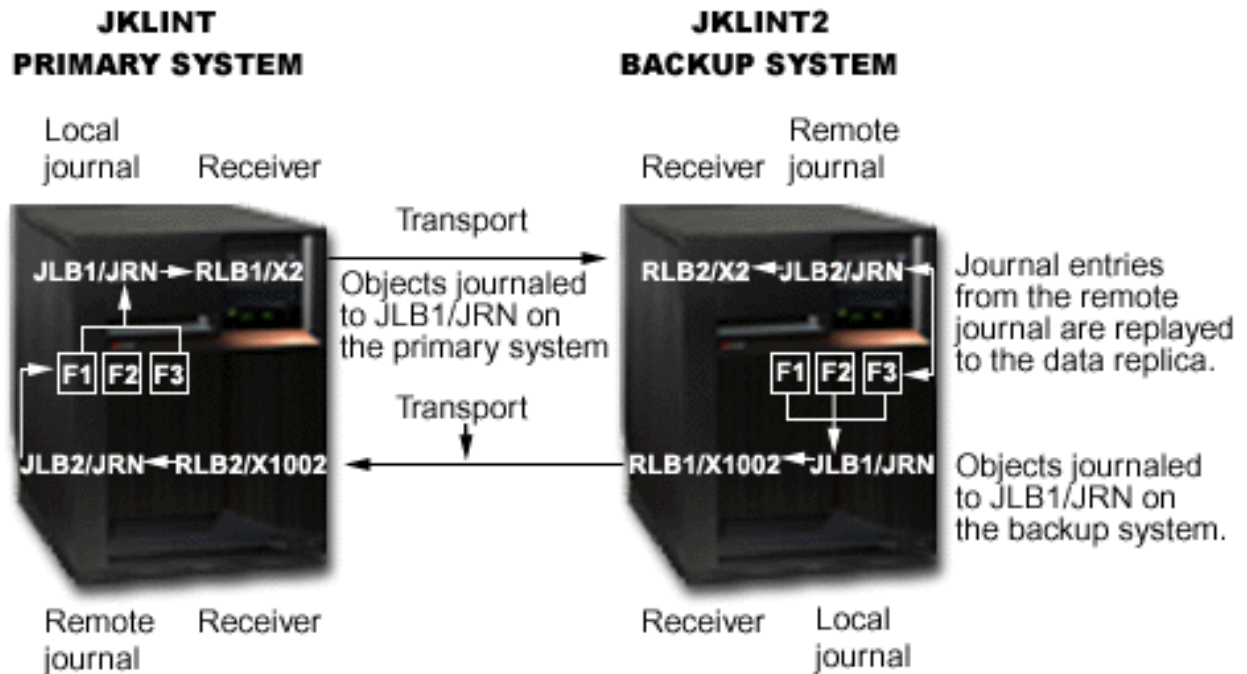 JKLINT
PRIMARY SYSTEM
JKLINT2
BACKUP SYSTEM
Local
journal
Receiver
Receiver
Remote
journal
Transport
JLB1/JRN
RLB1/X2
RLB2/X2
JLB2/JRN
Objects journaled
to JLB1/JRN on
the primary system
Journal entries
from the remote
journal are replayed
to the data replica.
F1
F2
F3
F1
F2
F3
Transport
JLB2/JRN
RLB2/X1002
RLB1/X1002
JLB1/JRN
Objects journaled
to JLB1/JRN on
the backup system.
Remote
journal
Receiver
Receiver
Local
journal